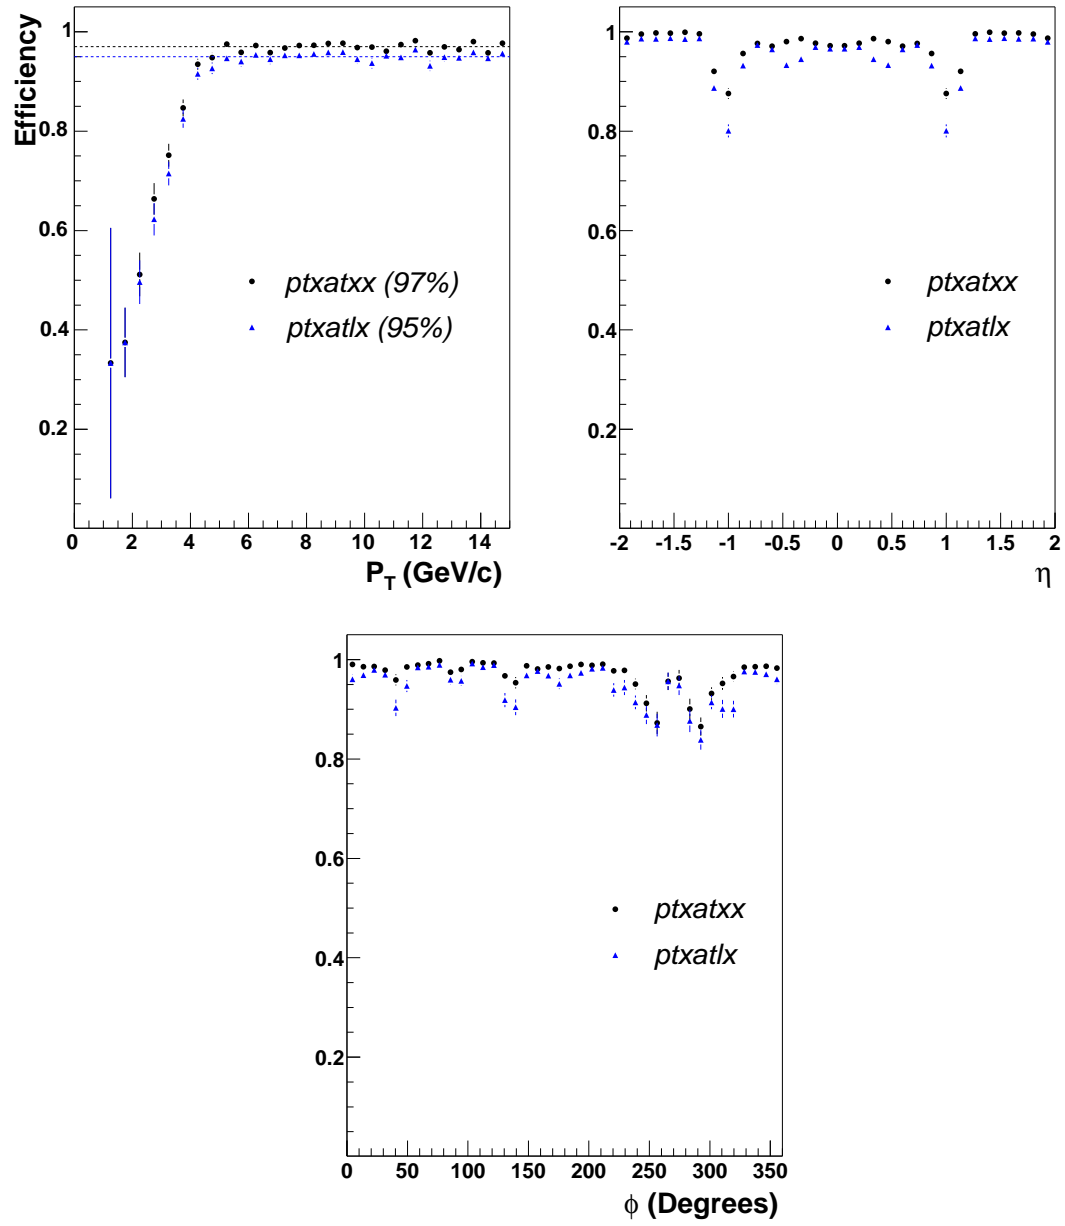 Efficiency
1
0.8
0.6
0.4
0.2
ptxatxx (97%)
ptxatlx (95%)
0 2 4 6 8 10 12 14
P_T (GeV/c)
1
0.8
0.6
0.4
0.2
ptxatxx
ptxatlx
-2 -1.5 -1 -0.5 0 0.5 1 1.5 2
η
1
0.8
0.6
0.4
0.2
ptxatxx
ptxatlx
0 50 100 150 200 250 300 350
ϕ (Degrees)